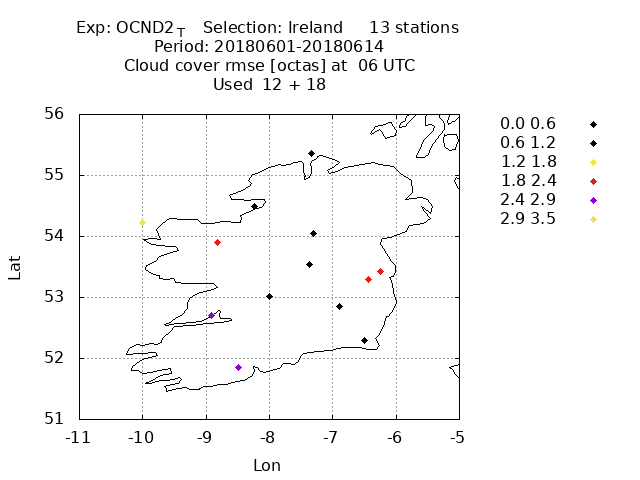 Exp: OCND2_T Selection: Ireland 13 stations
Period: 20180601-20180614
Cloud cover rmse [octas] at 06 UTC
Used 12 + 18
56
55
54
53
52
51
-11 -10 -9 -8 -7 -6 -5
Lat
Lon
0.0 0.6
0.6 1.2
1.2 1.8
1.8 2.4
2.4 2.9
2.9 3.5